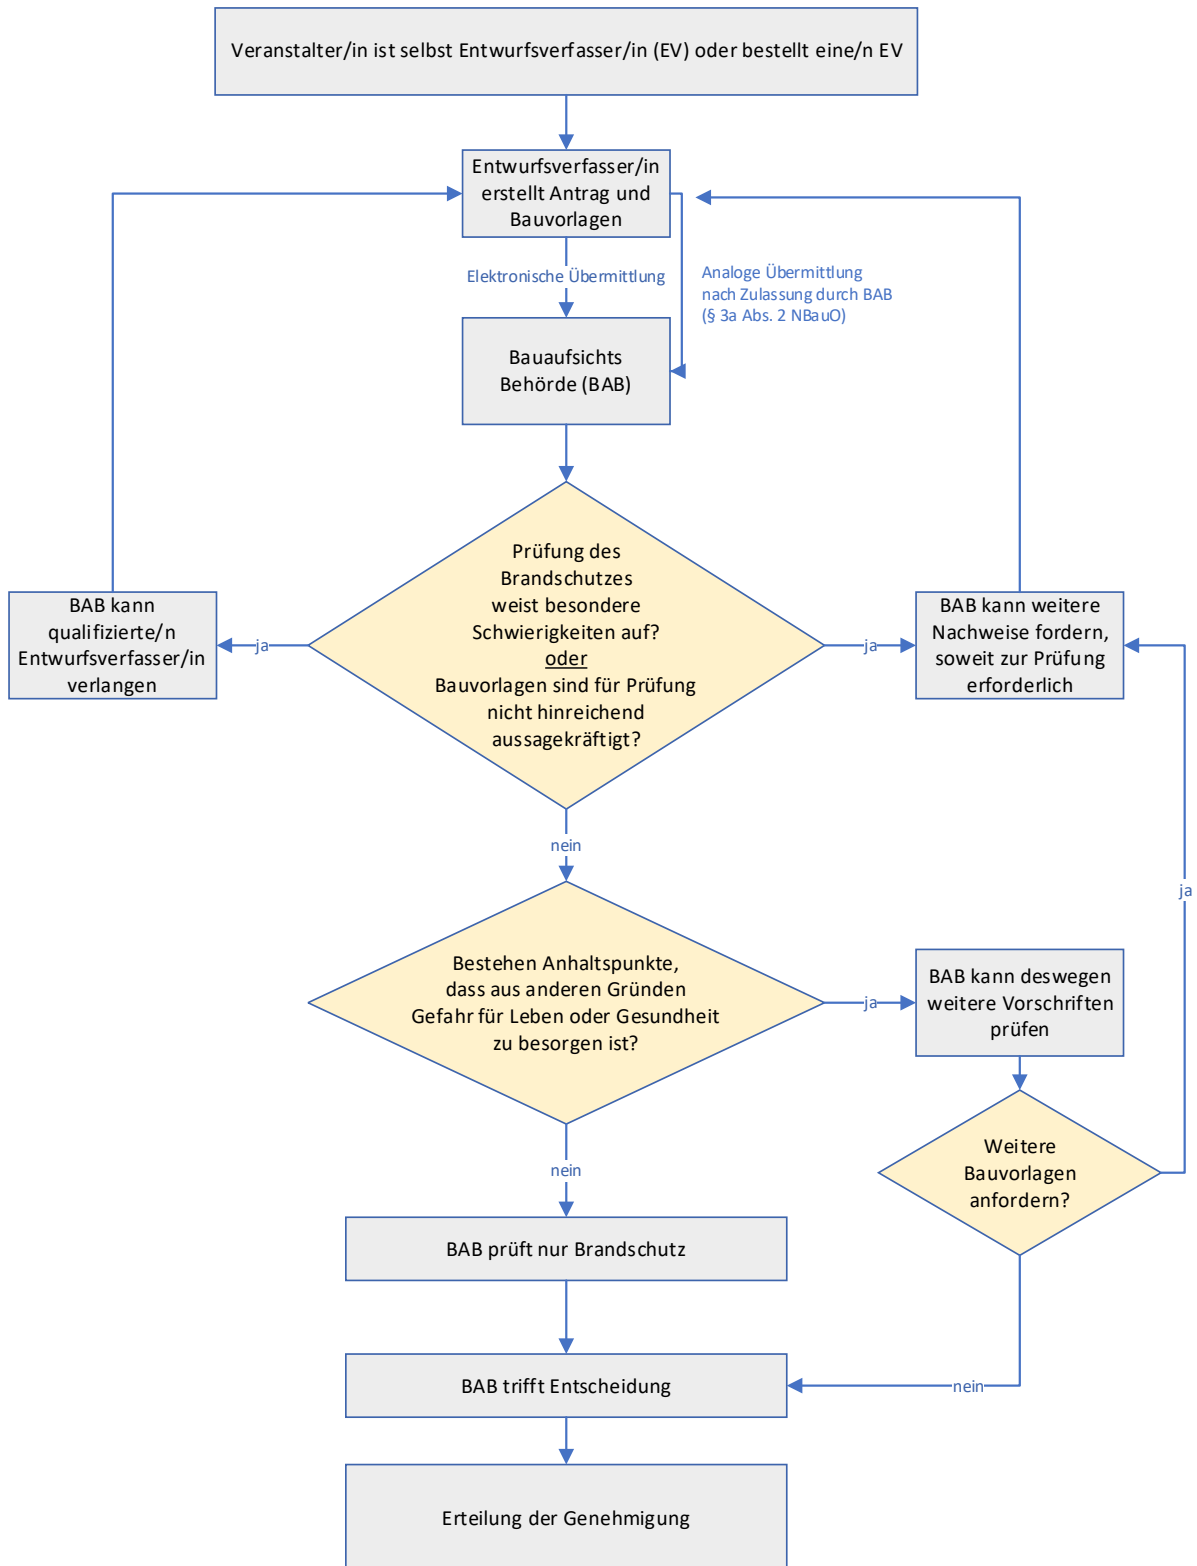 Veranstalter/in ist selbst Entwurfsverfasser/in (EV) oder bestellt eine/n EV
Entwurfsverfasser/in
erstellt Antrag und
Bauvorlagen
Elektronische Übermittlung
Analoge Übermittlung
nach Zulassung durch BAB
(§ 3a Abs. 2 NBauO)
Bauaufsichts
Behörde (BAB)
Prüfung des
Brandschutzes
weist besondere
Schwierigkeiten auf?
oder
Bauvorlagen sind für Prüfung
nicht hinreichend
aussagekräftigt?
ja
BAB kann
qualifizierte/n
Entwurfsverfasser/in
verlangen
ja
BAB kann weitere
Nachweise fordern,
soweit zur Prüfung
erforderlich
nein
Bestehen Anhaltspunkte,
dass aus anderen Gründen
Gefahr für Leben oder Gesundheit
zu besorgen ist?
ja
BAB kann deswegen
weitere Vorschriften
prüfen
ja
Weitere
Bauvorlagen
anfordern?
nein
BAB prüft nur Brandschutz
BAB trifft Entscheidung
nein
Erteilung der Genehmigung